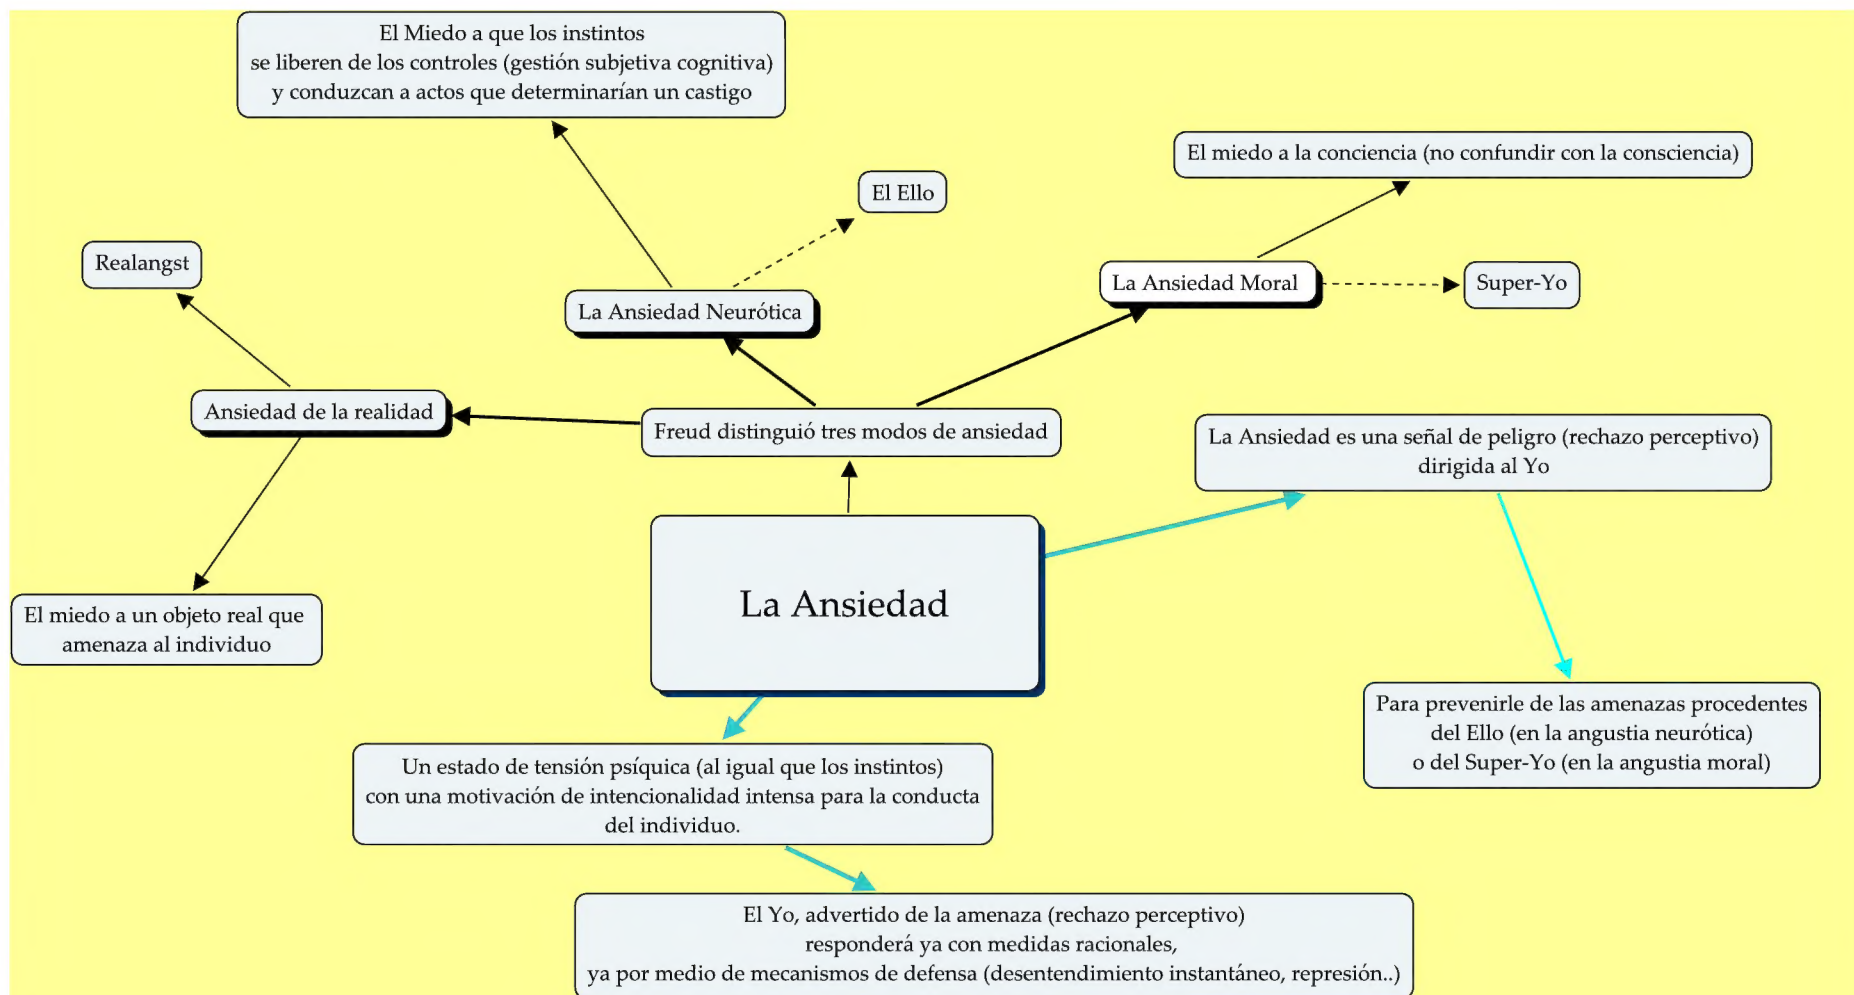 El Miedo a que los instintos
se liberen de los controles (gestión subjetiva cognitiva)
y conduzcan a actos que determinarían un castigo
El miedo a la conciencia (no confundir con la consciencia)
El Ello
Realangst
La Ansiedad Moral
Super-Yo
La Ansiedad Neurótica
Ansiedad de la realidad
Freud distinguió tres modos de ansiedad
La Ansiedad es una señal de peligro (rechazo perceptivo)
dirigida al Yo
La Ansiedad
El miedo a un objeto real que
amenaza al individuo
Para prevenirle de las amenazas procedentes
del Ello (en la angustia neurótica)
o del Super-Yo (en la angustia moral)
Un estado de tensión psíquica (al igual que los instintos)
con una motivación de intencionalidad intensa para la conducta
del individuo.
El Yo, advertido de la amenaza (rechazo perceptivo)
responderá ya con medidas racionales,
ya por medio de mecanismos de defensa (desentendimiento instantáneo, represión..)